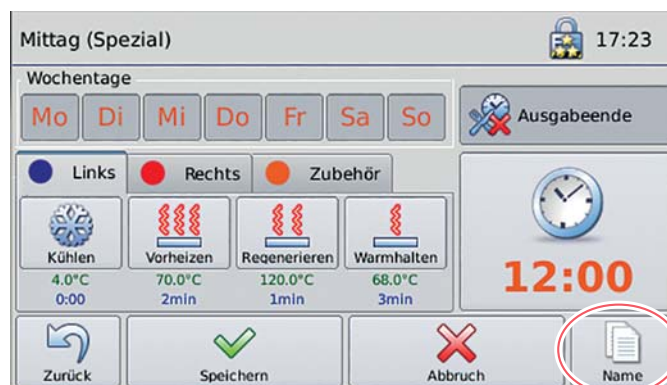 Mittag (Spezial) 17:23
Wochentage
Mo Di Mi Do Fr Sa So
Ausgabeende
Links Rechts Zubehör
Kühlen Vorheizen Regenerieren Warmhalten
4.0°C 70.0°C 120.0°C 68.0°C
0:00 2min 1min 3min
12:00
Zurück Speichern Abbruch Name